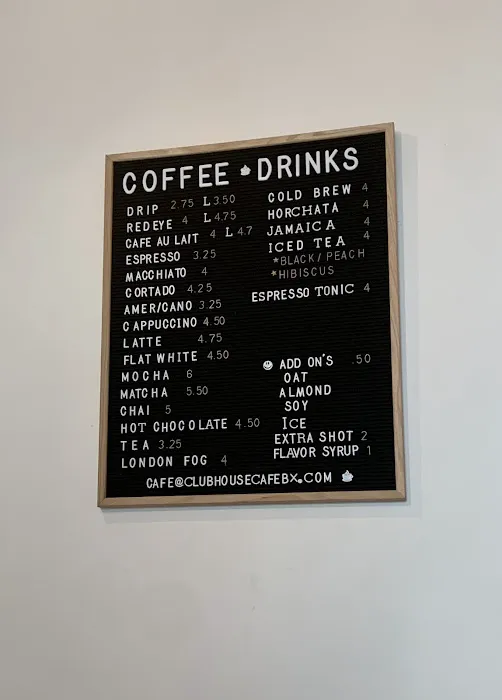 COFFEE DRINKS
DRIP 2.75 L 3.50
REDEYE 4 L 4.75
CAFE AU LAIT 4 L 4.7
ESPRESSO 3.25
MACCHIATO 4
CORTADO 4.25
AMER/CANO 3.25
CAPPUCCINO 4.50
LATTE 4.75
FLAT WHITE 4.50
MOCHA 6
MATCHA 5.50
CHAI 5
HOT CHOCOLATE 4.50
TEA 3.25
LONDON FOG 4
COLD BREW 4
HORCHATA 4
JAMAICA 4
ICED TEA 4
*BLACK/ PEACH
*HIBISCUS
ESPRESSO TONIC 4
ADD ON'S .50
OAT
ALMOND
SOY
ICE
EXTRA SHOT 2
FLAVOR SYRUP 1
CAFE@CLUBHOUSECAFEBX.COM